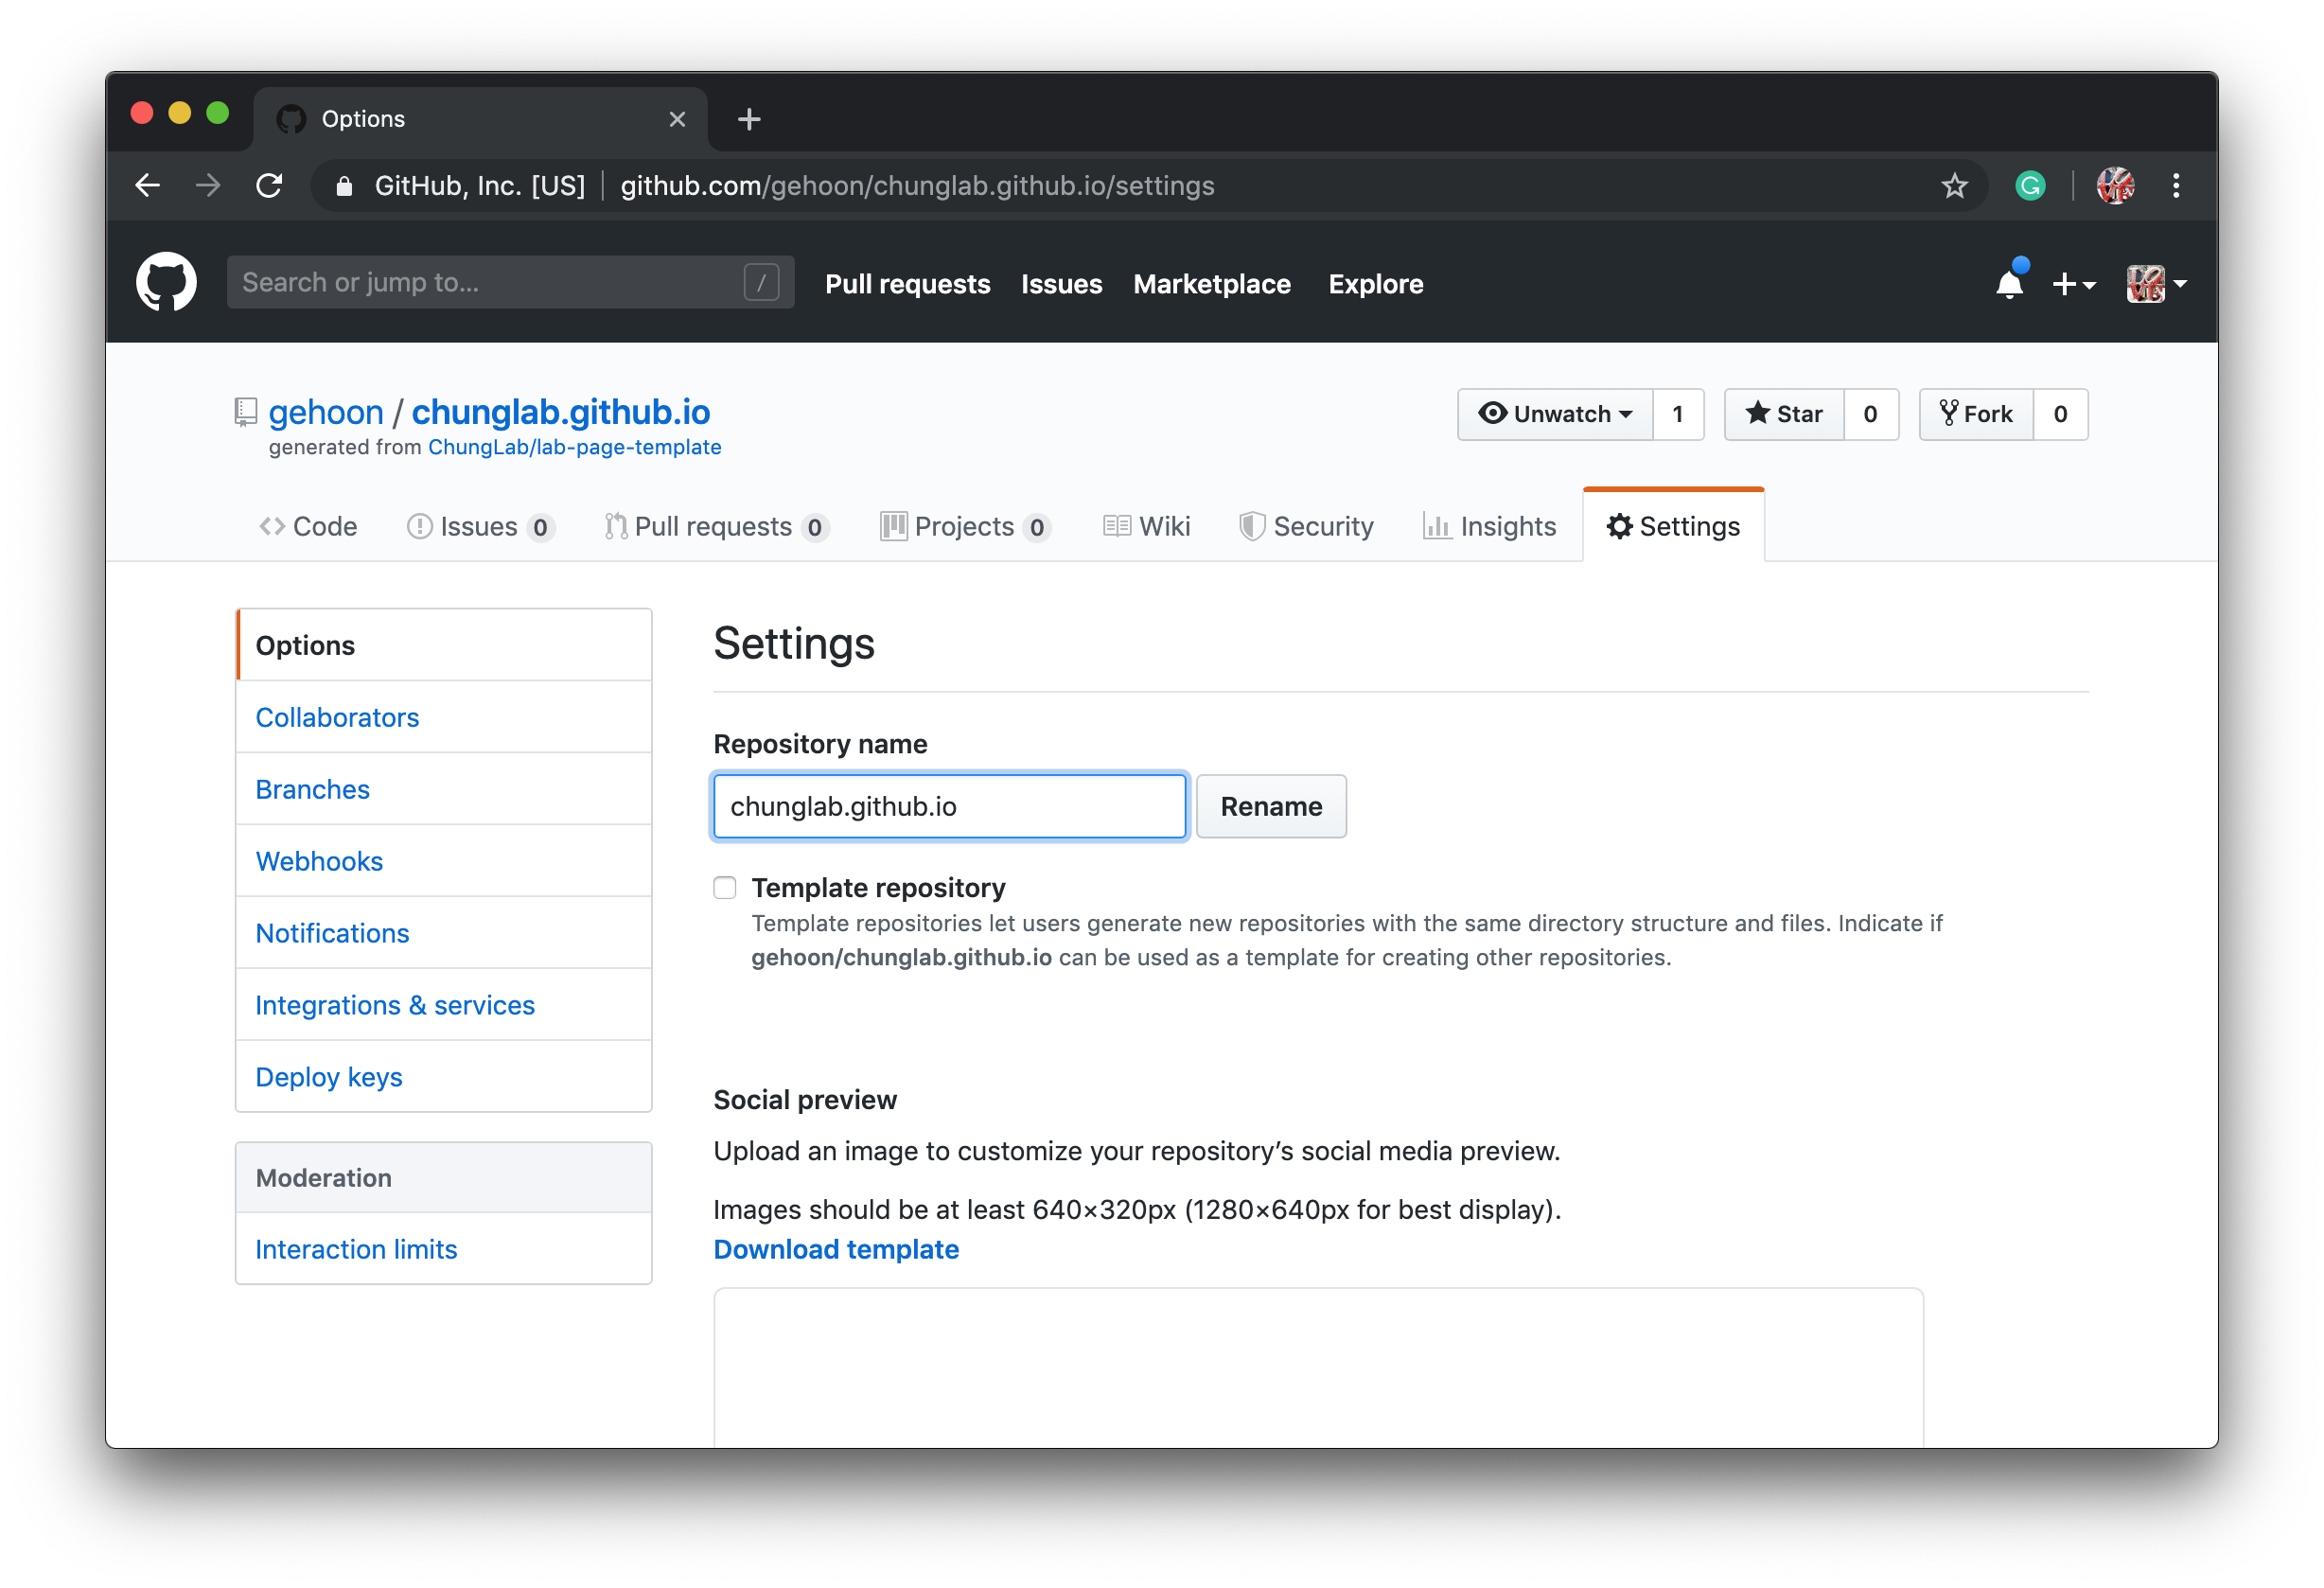 Options
GitHub, Inc. [US] github.com/gehoon/chunglab.github.io/settings
Search or jump to... /
Pull requests Issues Marketplace Explore
gehoon / chunglab.github.io
generated from ChungLab/lab-page-template
Unwatch 1 Star 0 Fork 0
Code Issues 0 Pull requests 0 Projects 0 Wiki Security Insights Settings
Options
Collaborators
Branches
Webhooks
Notifications
Integrations & services
Deploy keys
Moderation
Interaction limits
Settings
Repository name
chunglab.github.io Rename
Template repository
Template repositories let users generate new repositories with the same directory structure and files. Indicate if
gehoon/chunglab.github.io can be used as a template for creating other repositories.
Social preview
Upload an image to customize your repository’s social media preview.
Images should be at least 640×320px (1280×640px for best display).
Download template